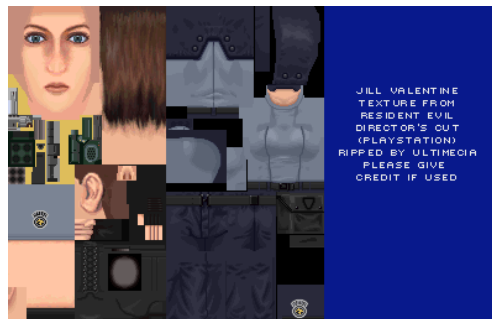 JILL VALENTINE
TEXTURE FROM
RESIDENT EVIL
DIRECTOR'S CUT
(PLAYSTATION)
RIPPED BY ULTIMECIA
PLEASE GIVE
CREDIT IF USED